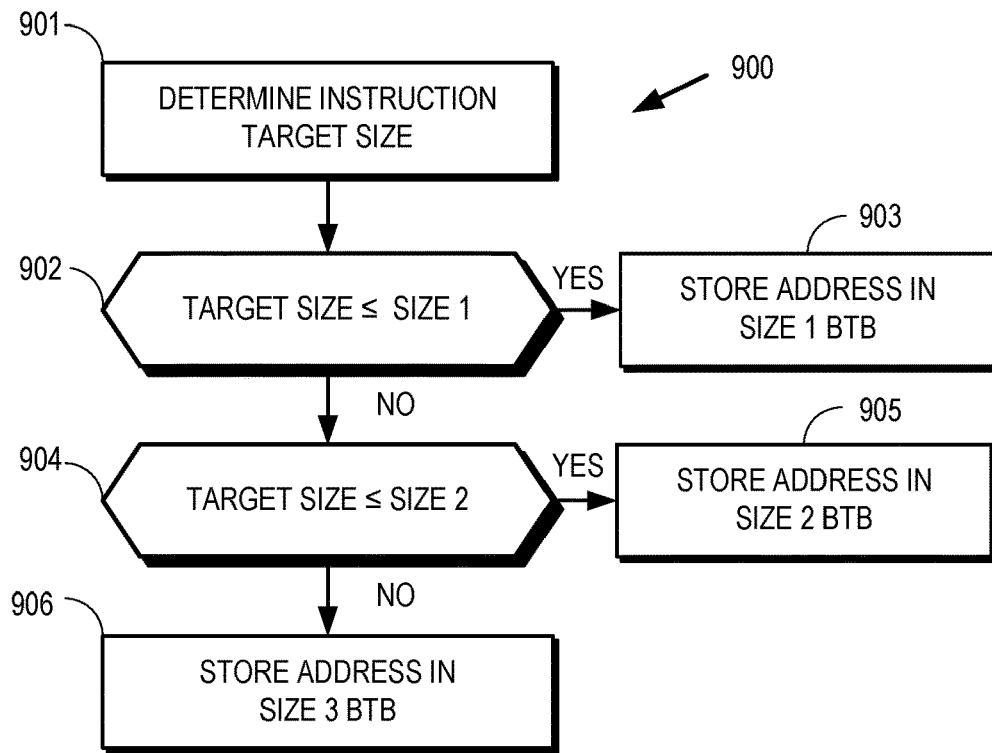 901
900
DETERMINE INSTRUCTION
TARGET SIZE
902
TARGET SIZE ≤ SIZE 1
YES
903
STORE ADDRESS IN
SIZE 1 BTB
NO
904
TARGET SIZE ≤ SIZE 2
YES
905
STORE ADDRESS IN
SIZE 2 BTB
NO
906
STORE ADDRESS IN
SIZE 3 BTB